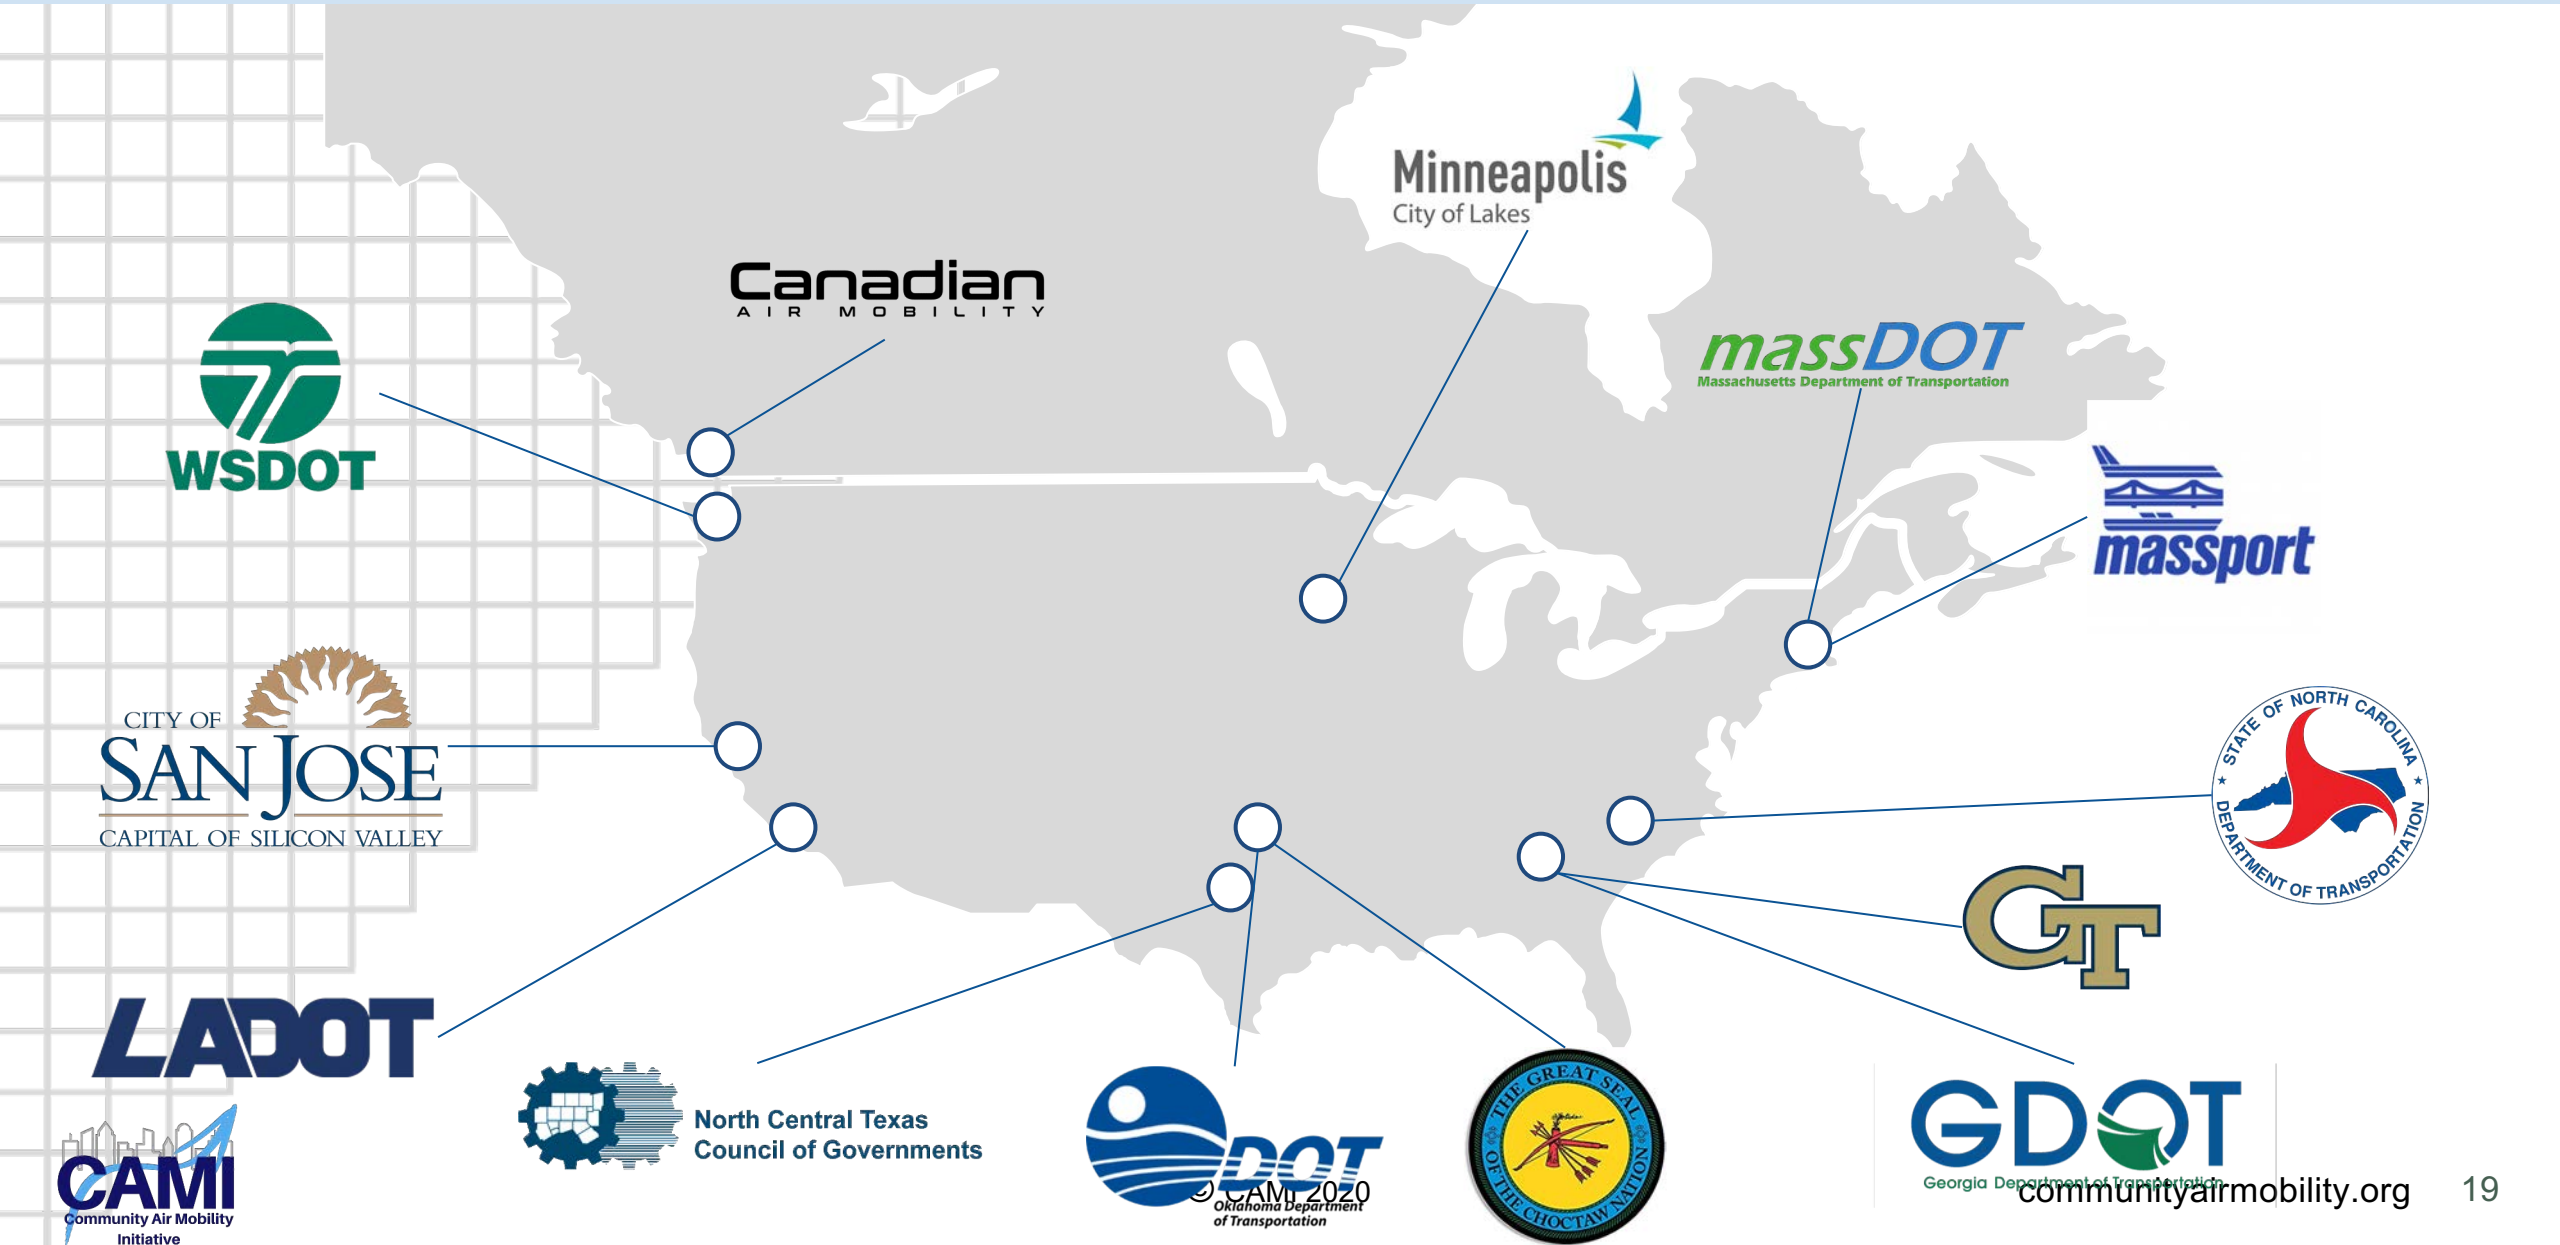 Minneapolis
City of Lakes
Canadian
AIR MOBILITY
massDOT
Massachusetts Department of Transportation
WSDOT
massport
CITY OF
SAN JOSE
CAPITAL OF SILICON VALLEY
STATE OF NORTH CAROLINA
DEPARTMENT OF TRANSPORTATION
GT
LADOT
North Central Texas
Council of Governments
DOT
Oklahoma Department
of Transportation
THE GREAT SEAL
OF THE CHOCTAW NATION
GDOT
Georgia Department of Transportation
CAMI
Community Air Mobility
Initiative
© CAMI 2020
communityairmobility.org
19